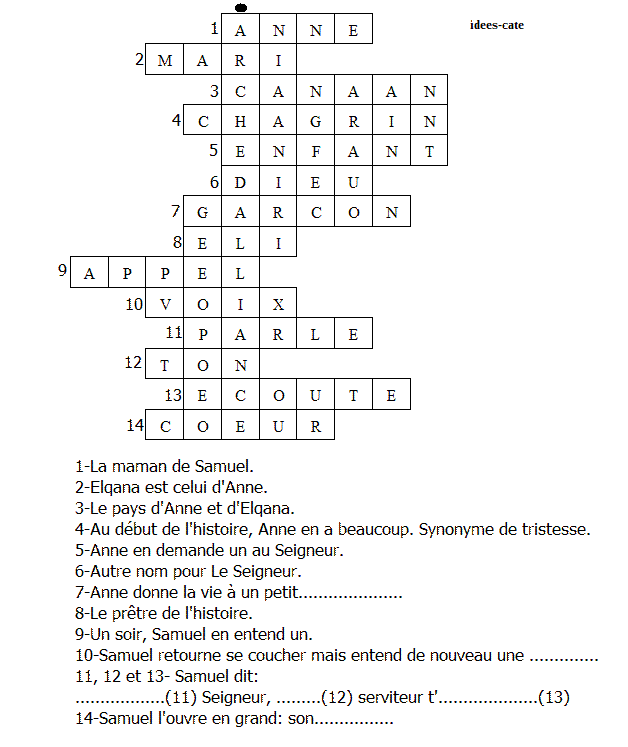 idees-cate
1 A N N E
2 M A R I
3 C A N A A N
4 C H A G R I N
5 E N F A N T
6 D I E U
7 G A R C O N
8 E L I
9 A P P E L
10 V O I X
11 P A R L E
12 T O N
13 E C O U T E
14 C O E U R
1-La maman de Samuel.
2-Elqana est celui d'Anne.
3-Le pays d'Anne et d'Elqana.
4-Au début de l'histoire, Anne en a beaucoup. Synonyme de tristesse.
5-Anne en demande un au Seigneur.
6-Autre nom pour Le Seigneur.
7-Anne donne la vie à un petit.....................
8-Le prêtre de l'histoire.
9-Un soir, Samuel en entend un.
10-Samuel retourne se coucher mais entend de nouveau une ..............
11, 12 et 13- Samuel dit:
..................(11) Seigneur, .........(12) serviteur t'....................(13)
14-Samuel l'ouvre en grand: son................